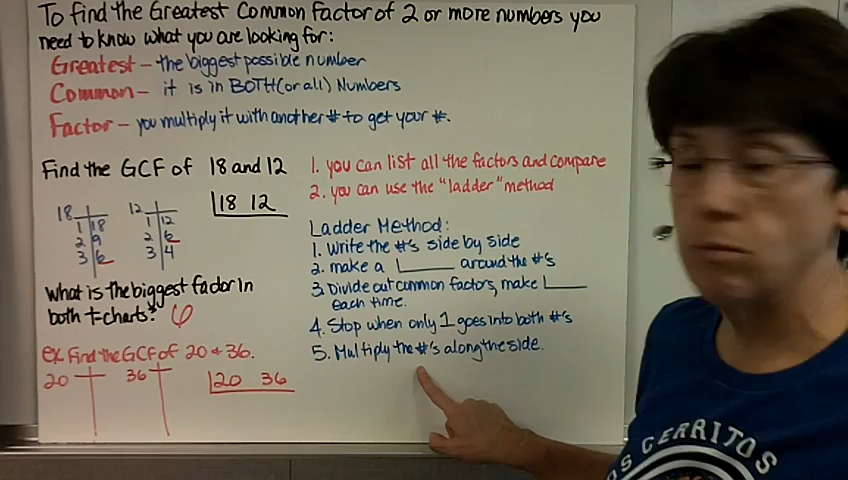 To find the Greatest Common Factor of 2 or more numbers you
need to know what you are looking for:
Greatest - the biggest possible number
Common - it is in BOTH (or all) Numbers
Factor - you multiply it with another # to get your #.
Find the GCF of 18 and 12
18 12
18
1 18
2 9
3 6
12
1 12
2 6
3 4
What is the biggest factor in
both t-charts? 6
ex. Find the GCF of 20 & 36.
20
36
20 36
1. you can list all the factors and compare
2. you can use the "ladder" method
Ladder Method:
1. Write the #'s side by side
2. make a |____ around the #'s
3. Divide out common factors, make |____
each time.
4. Stop when only 1 goes into both #'s
5. Multiply the #'s along the side.
OS CERRITOS